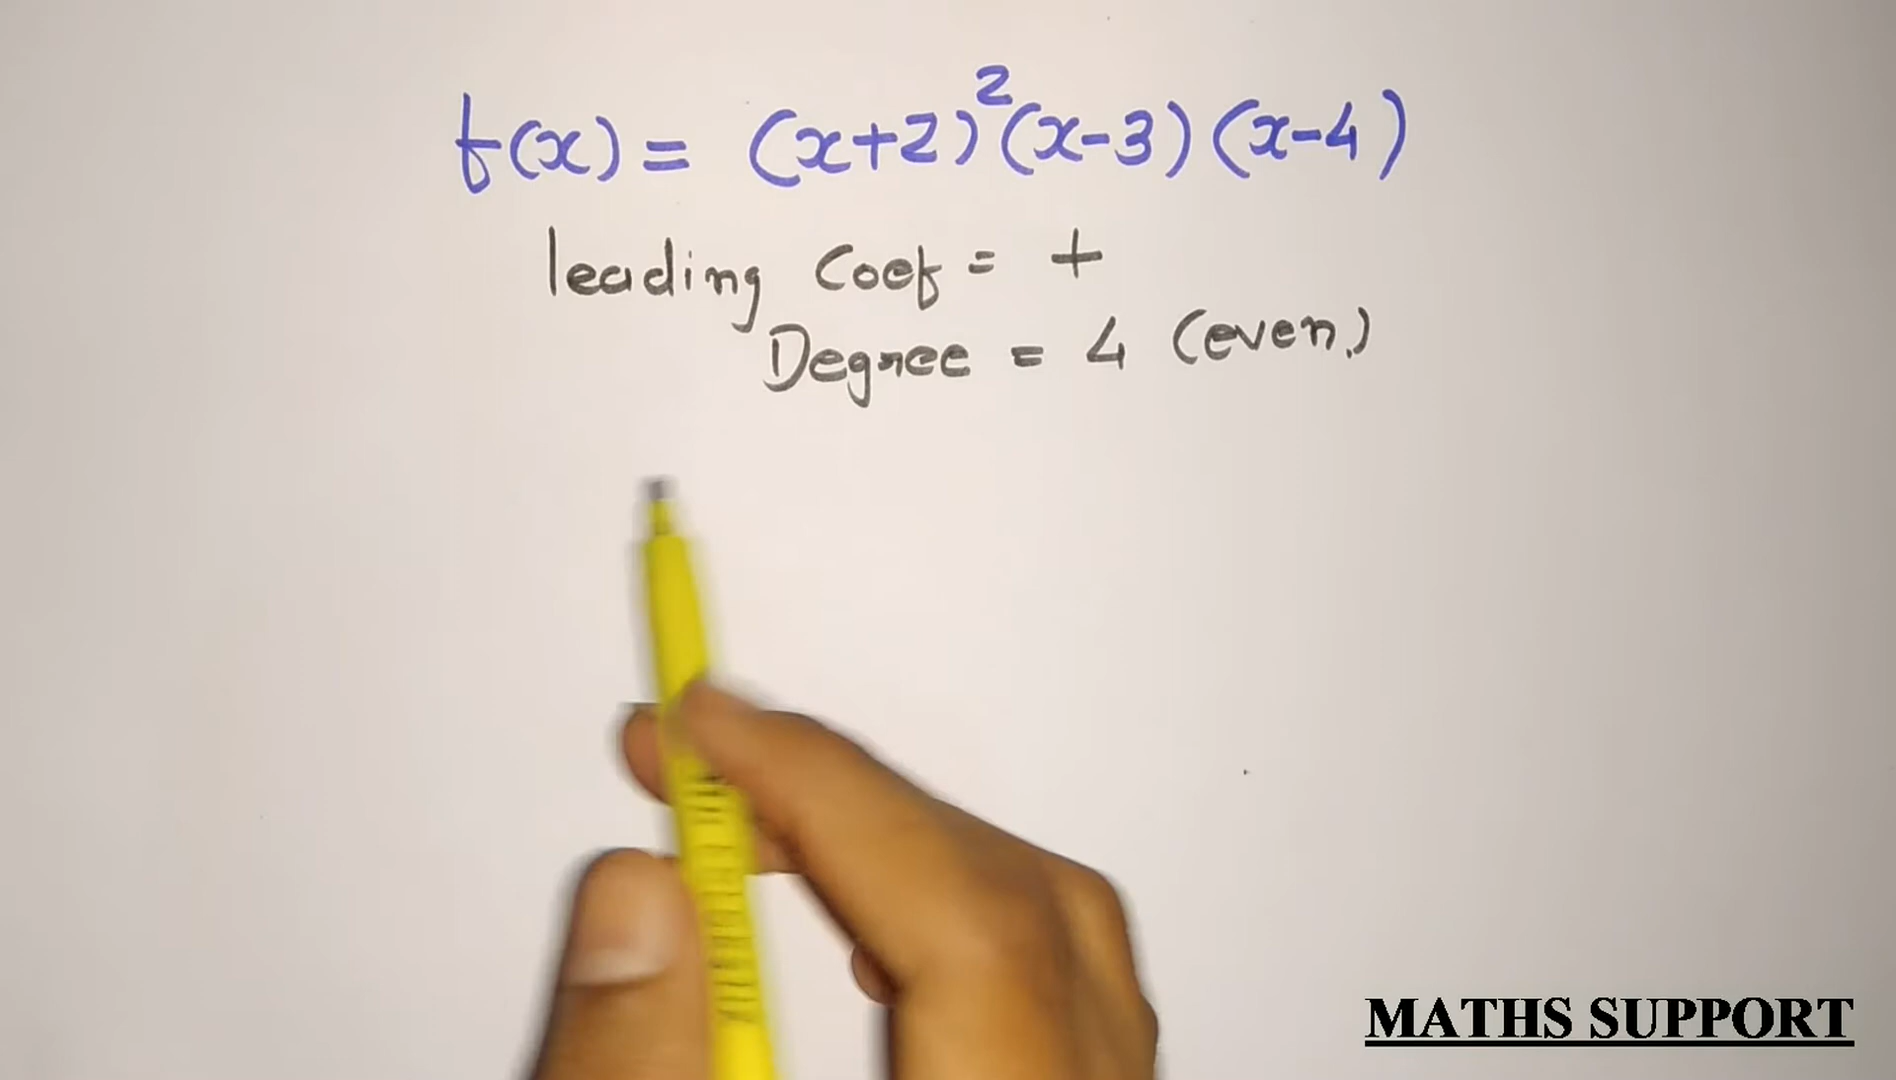 f(x) = (x+2)²(x-3)(x-4)
leading Coef = +
Degree = 4 (even)
MATHS SUPPORT